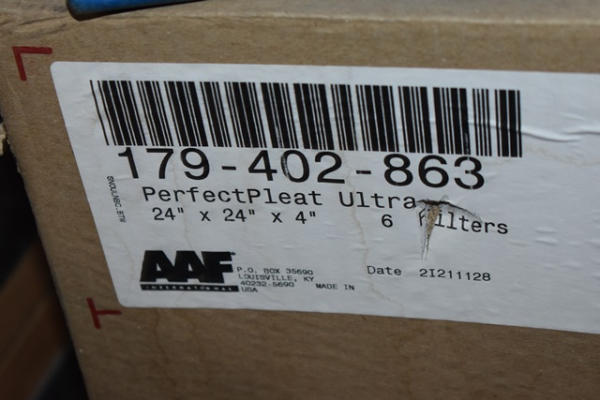 179-402-863
PerfectPleat Ultra
24" x 24" x 4" 6 Filters
AAF
INTERNATIONAL
P.O. BOX 35690
LOUISVILLE, KY
40232-5690 MADE IN
USA
Date 2I211128